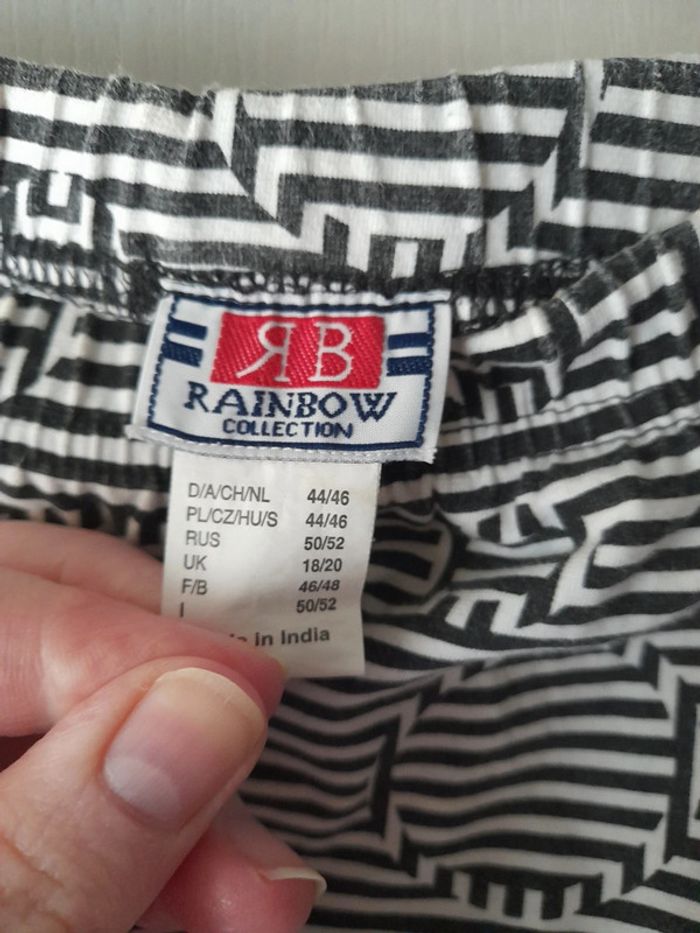 ЯB
RAINBOW
COLLECTION
D/A/CH/NL 44/46
PL/CZ/HU/S 44/46
RUS 50/52
UK 18/20
F/B 46/48
I 50/52
in India